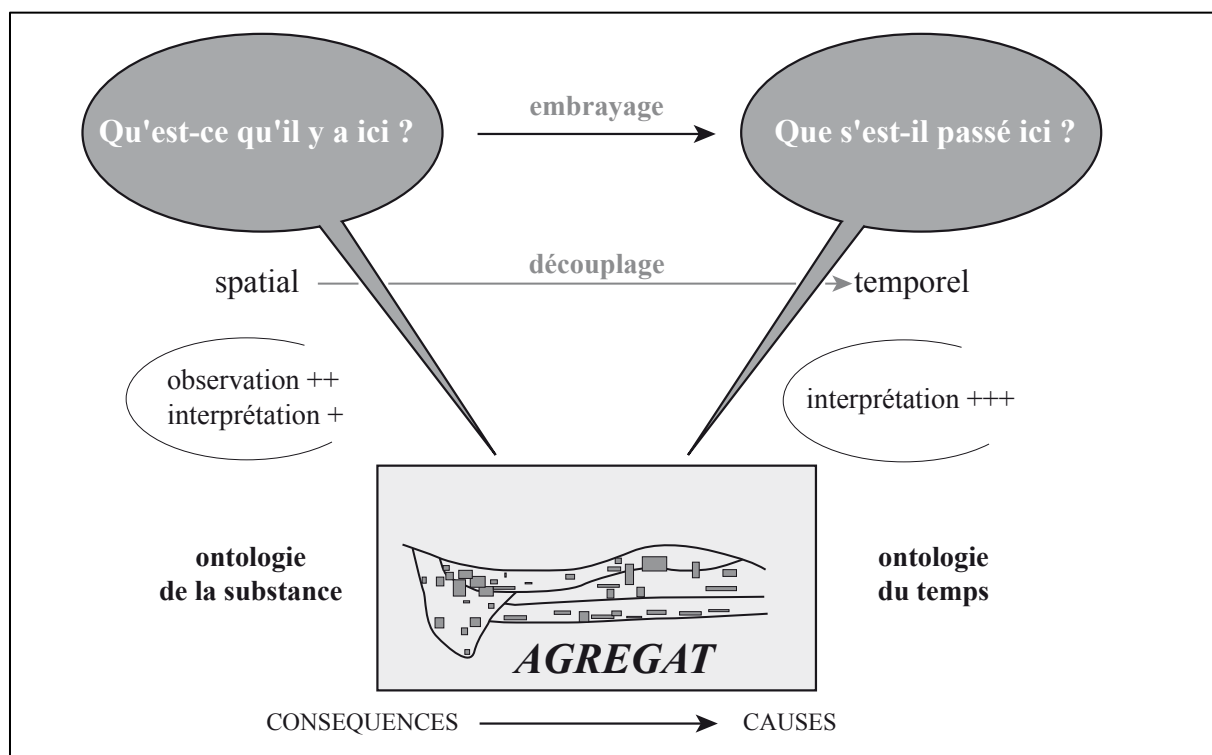 Qu'est-ce qu'il y a ici ?
embrayage
Que s'est-il passé ici ?
spatial
découplage
temporel
observation ++
interprétation +
interprétation +++
ontologie
de la substance
ontologie
du temps
AGREGAT
CONSEQUENCES
CAUSES